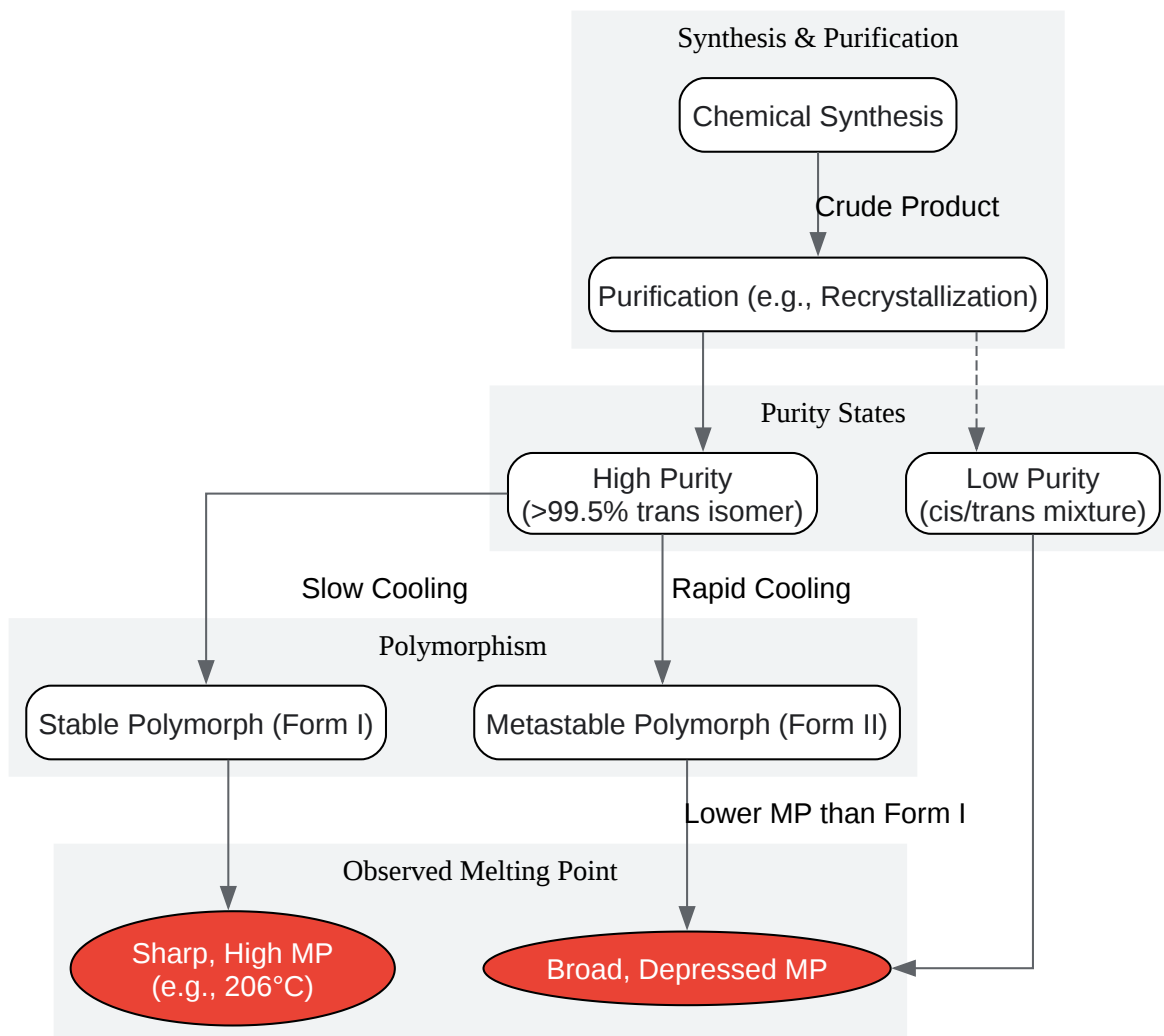 Synthesis & Purification
Chemical Synthesis
Crude Product
Purification (e.g., Recrystallization)
Purity States
High Purity
(>99.5% trans isomer)
Low Purity
(cis/trans mixture)
Slow Cooling
Rapid Cooling
Polymorphism
Stable Polymorph (Form I)
Metastable Polymorph (Form II)
Lower MP than Form I
Observed Melting Point
Sharp, High MP
(e.g., 206°C)
Broad, Depressed MP